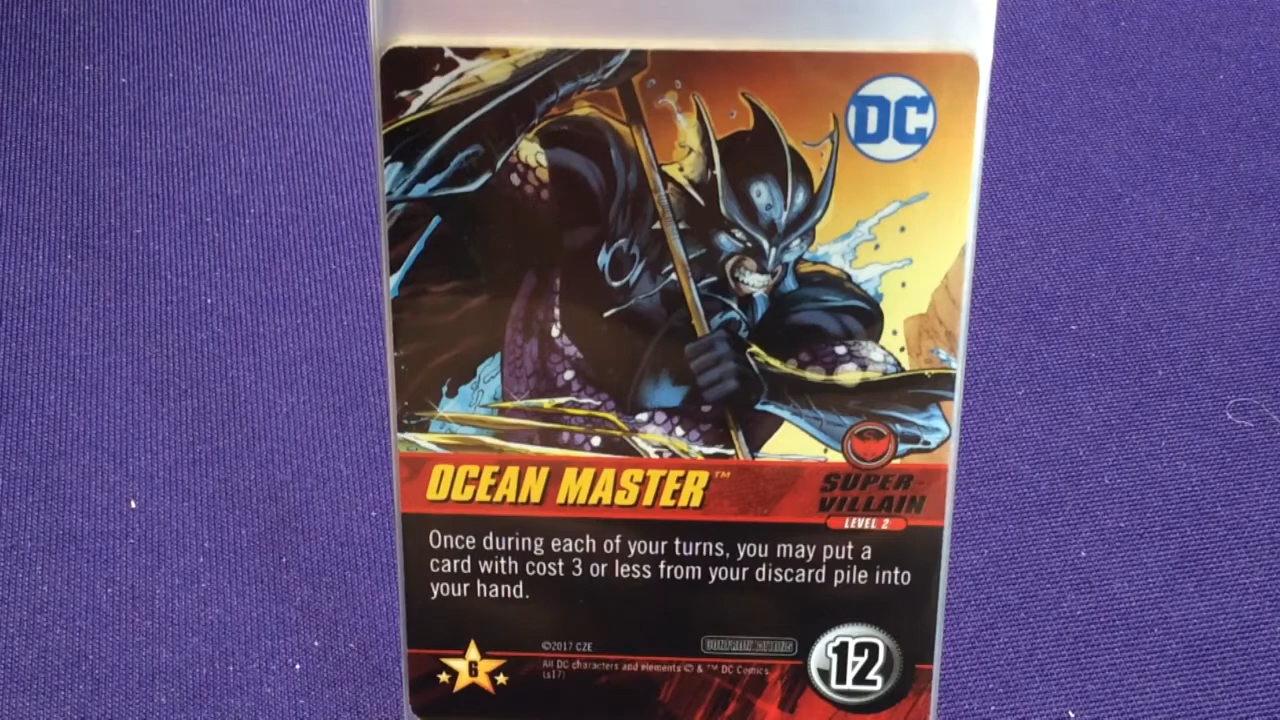 DC
OCEAN MASTER™
SUPER-
VILLAIN
LEVEL 2
Once during each of your turns, you may put a
card with cost 3 or less from your discard pile into
your hand.
6
©2017 CZE
CONFRONTATIONS
All DC characters and elements © & ™ DC Comics.
(s17)
12